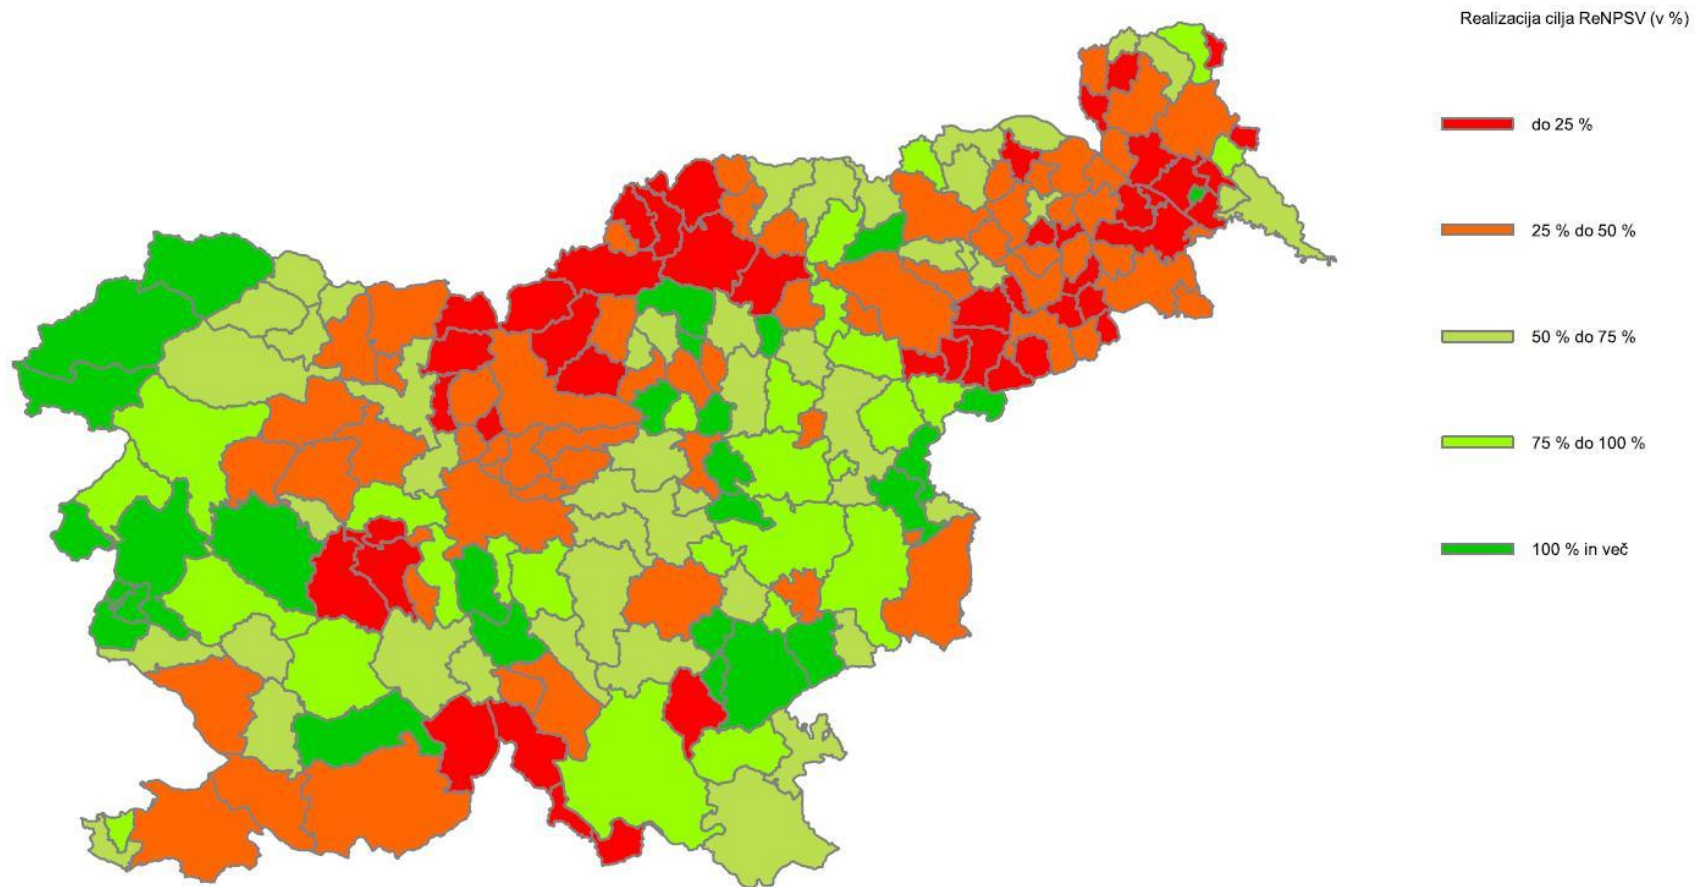 Realizacija cilja ReNPSV (v %)
do 25 %
25 % do 50 %
50 % do 75 %
75 % do 100 %
100 % in več